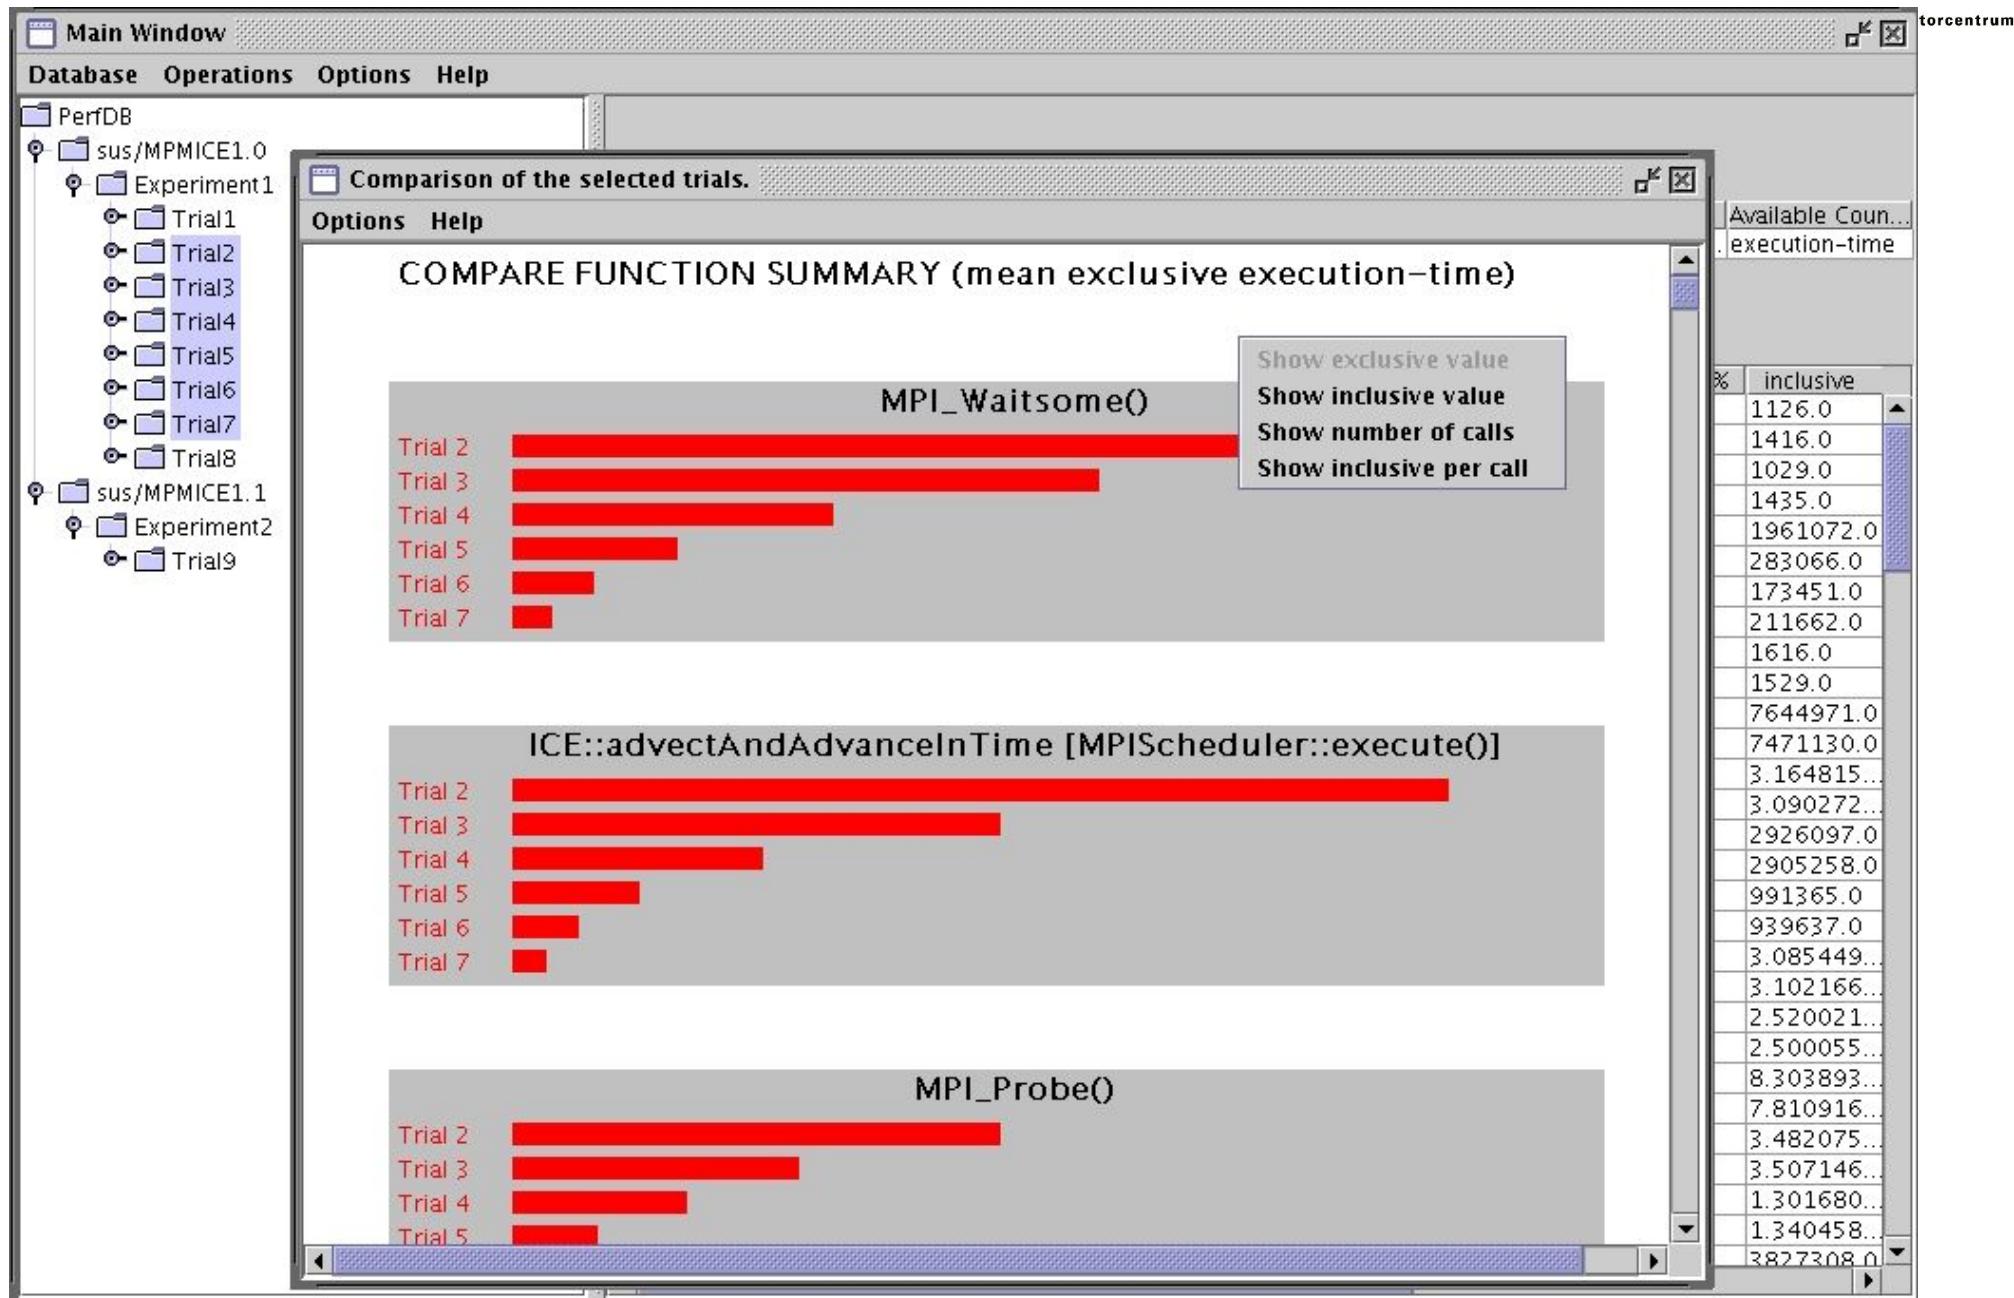 torcentrum
Main Window
Database Operations Options Help
PerfDB
sus/MPMICE1.0
Experiment1
Trial1
Trial2
Trial3
Trial4
Trial5
Trial6
Trial7
Trial8
sus/MPMICE1.1
Experiment2
Trial9
Comparison of the selected trials.
Options Help
COMPARE FUNCTION SUMMARY (mean exclusive execution-time)
Show exclusive value
Show inclusive value
Show number of calls
Show inclusive per call
MPI_Waitsome()
Trial 2
Trial 3
Trial 4
Trial 5
Trial 6
Trial 7
ICE::advectAndAdvanceInTime [MPIScheduler::execute()]
Trial 2
Trial 3
Trial 4
Trial 5
Trial 6
Trial 7
MPI_Probe()
Trial 2
Trial 3
Trial 4
Trial 5
Available Coun...
. execution-time
% inclusive
1126.0
1416.0
1029.0
1435.0
1961072.0
283066.0
173451.0
211662.0
1616.0
1529.0
7644971.0
7471130.0
3.164815...
3.090272...
2926097.0
2905258.0
991365.0
939637.0
3.085449...
3.102166...
2.520021...
2.500055...
8.303893...
7.810916...
3.482075...
3.507146...
1.301680...
1.340458...
3827308.0